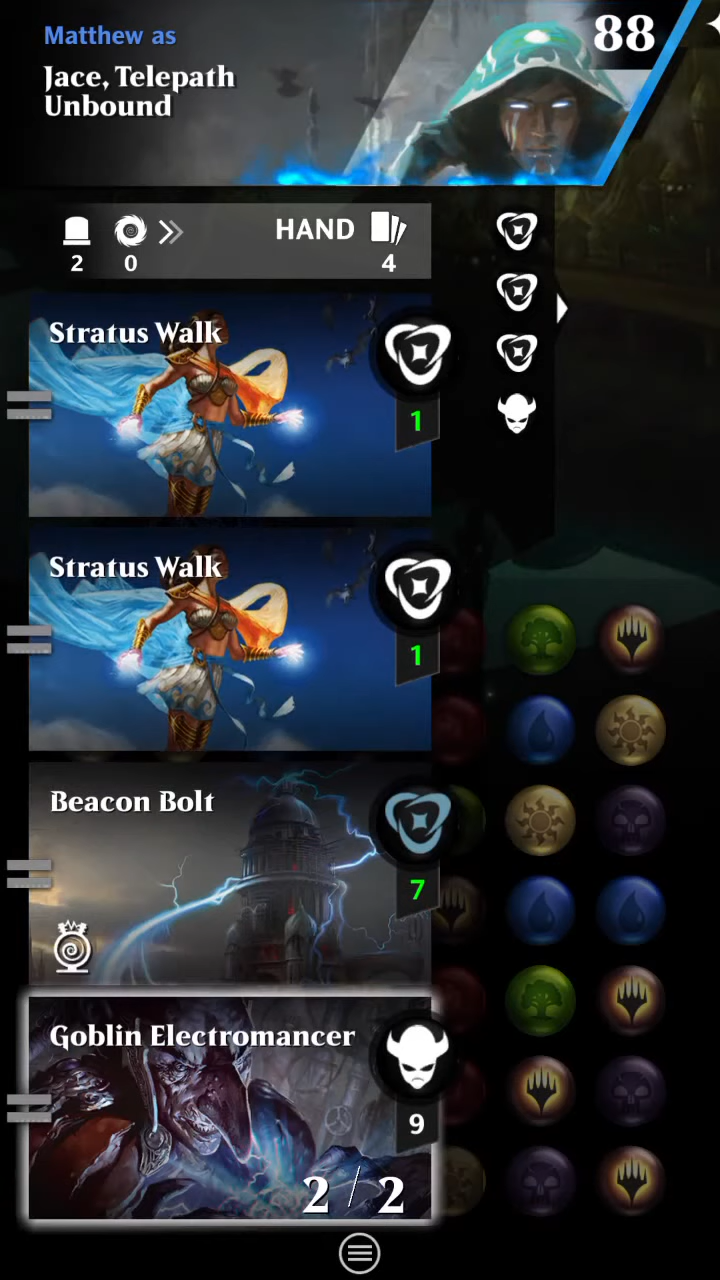 Matthew as
88
Jace, Telepath
Unbound
HAND
2
0
4
Stratus Walk
1
Stratus Walk
1
Beacon Bolt
7
Goblin Electromancer
9
2 / 2